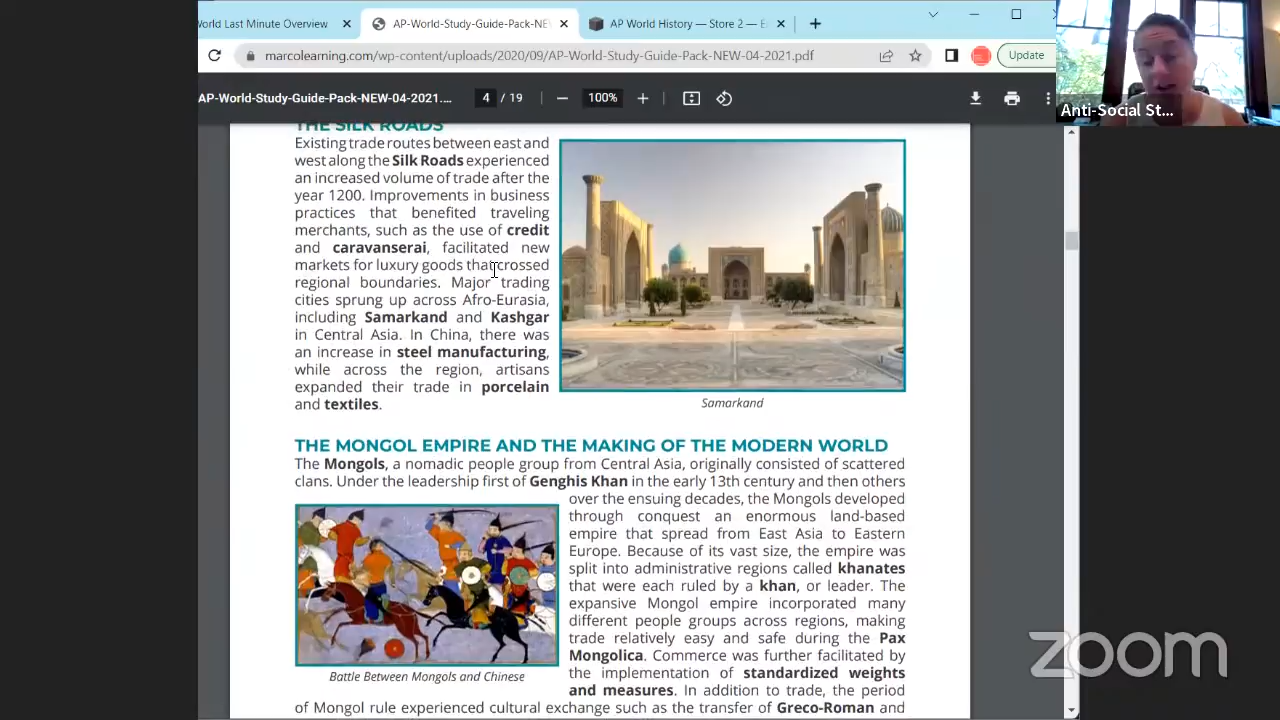 World Last Minute Overview
AP-World-Study-Guide-Pack-NE
AP World History — Store 2 — E
marcolearning.com/wp-content/uploads/2020/09/AP-World-Study-Guide-Pack-NEW-04-2021.pdf
Update
AP-World-Study-Guide-Pack-NEW-04-2021...
4 / 19
100%
Anti-Social St...
THE SILK ROADS
Existing trade routes between east and
west along the Silk Roads experienced
an increased volume of trade after the
year 1200. Improvements in business
practices that benefited traveling
merchants, such as the use of credit
and caravanserai, facilitated new
markets for luxury goods that crossed
regional boundaries. Major trading
cities sprung up across Afro-Eurasia,
including Samarkand and Kashgar
in Central Asia. In China, there was
an increase in steel manufacturing,
while across the region, artisans
expanded their trade in porcelain
and textiles.
Samarkand
THE MONGOL EMPIRE AND THE MAKING OF THE MODERN WORLD
The Mongols, a nomadic people group from Central Asia, originally consisted of scattered
clans. Under the leadership first of Genghis Khan in the early 13th century and then others
over the ensuing decades, the Mongols developed
through conquest an enormous land-based
empire that spread from East Asia to Eastern
Europe. Because of its vast size, the empire was
split into administrative regions called khanates
that were each ruled by a khan, or leader. The
expansive Mongol empire incorporated many
different people groups across regions, making
trade relatively easy and safe during the Pax
Mongolica. Commerce was further facilitated by
the implementation of standardized weights
and measures. In addition to trade, the period
of Mongol rule experienced cultural exchange such as the transfer of Greco-Roman and
Battle Between Mongols and Chinese
zoom